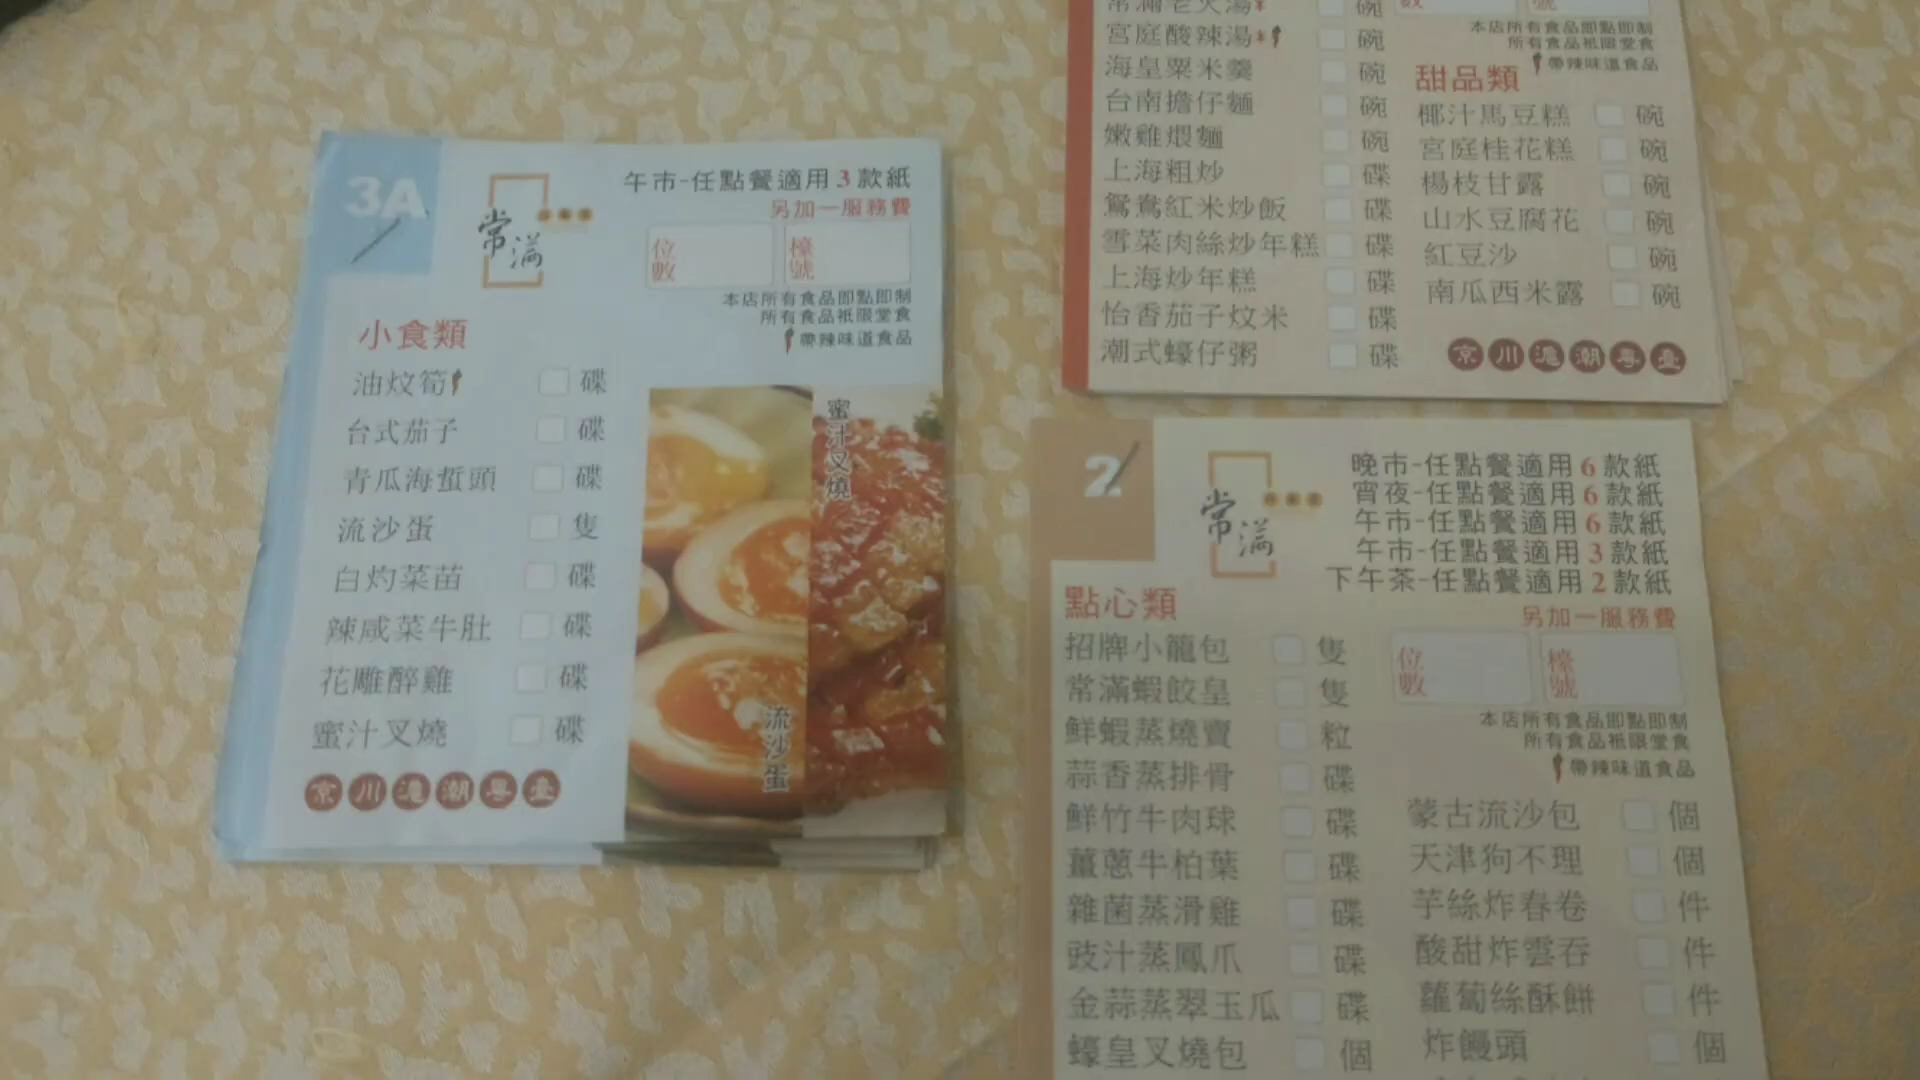 3A
常滿
午市-任點餐適用3款紙
另加一服務費
位數
檯號
本店所有食品即點即制
所有食品衹限堂食
帶辣味道食品
小食類
油炆筍 碟
台式茄子 碟
青瓜海蜇頭 碟
流沙蛋 隻
白灼菜苗 碟
辣咸菜牛肚 碟
花雕醉雞 碟
蜜汁叉燒 碟
京川滬潮粵臺
蜜汁叉燒
流沙蛋
常滿老火湯 碗
宮庭酸辣湯 碗
海皇粟米羹 碗
台南擔仔麵 碗
嫩雞煨麵 碗
上海粗炒 碟
鴛鴦紅米炒飯 碟
雪菜肉絲炒年糕 碟
上海炒年糕 碟
怡香茄子炆米 碟
潮式蠔仔粥 碟
數
號
本店所有食品即點即制
所有食品衹限堂食
帶辣味道食品
甜品類
椰汁馬豆糕 碗
宮庭桂花糕 碗
楊枝甘露 碗
山水豆腐花 碗
紅豆沙 碗
南瓜西米露 碗
京川滬潮粵臺
2
常滿
晚市-任點餐適用6款紙
宵夜-任點餐適用6款紙
午市-任點餐適用6款紙
午市-任點餐適用3款紙
下午茶-任點餐適用2款紙
另加一服務費
位數
檯號
本店所有食品即點即制
所有食品衹限堂食
帶辣味道食品
點心類
招牌小籠包 隻
常滿蝦餃皇 隻
鮮蝦蒸燒賣 粒
蒜香蒸排骨 碟
鮮竹牛肉球 碟
薑蔥牛柏葉 碟
雜菌蒸滑雞 碟
豉汁蒸鳳爪 碟
金蒜蒸翠玉瓜 碟
蠔皇叉燒包 個
蒙古流沙包 個
天津狗不理 個
芋絲炸春卷 件
酸甜炸雲吞 件
蘿蔔絲酥餅 件
炸饅頭 個